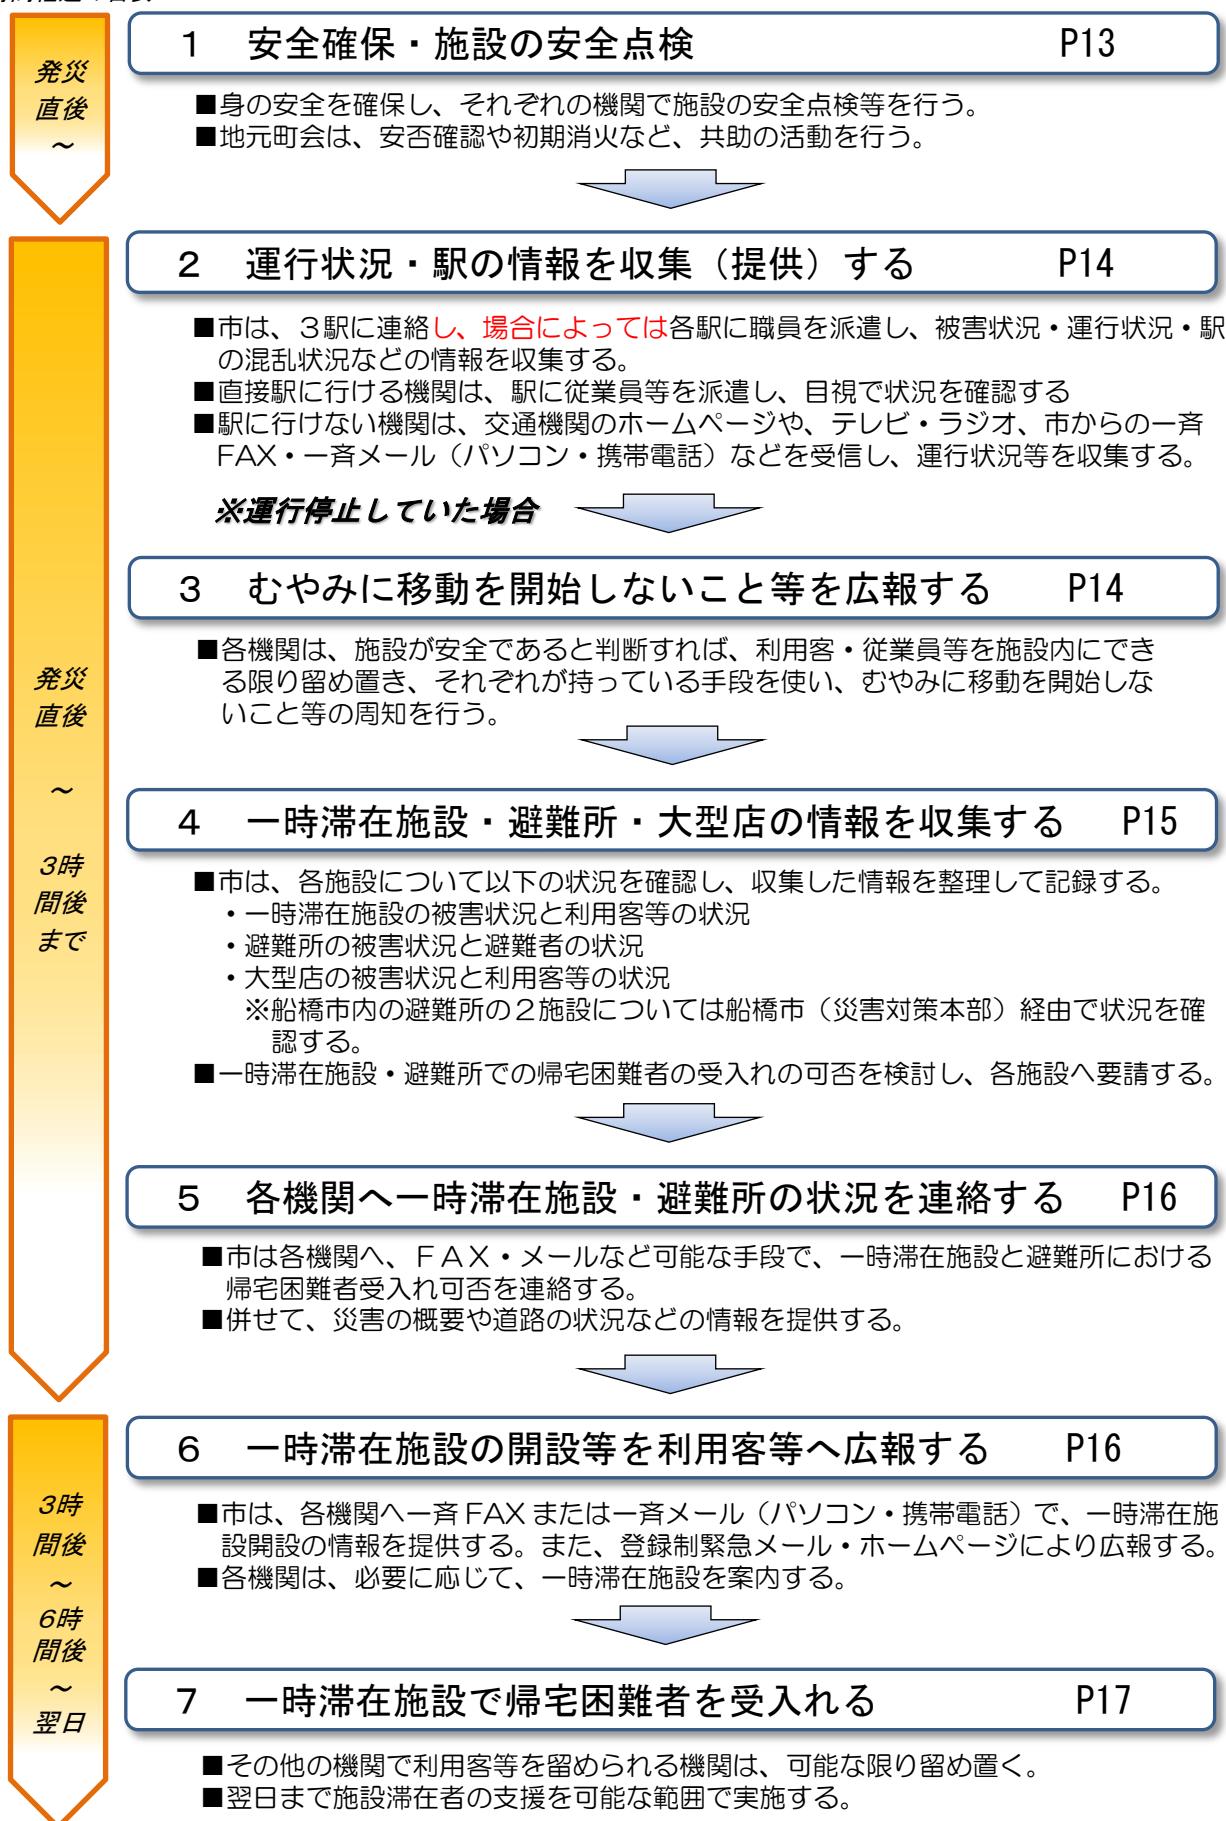 発災
直後
～
1 安全確保・施設の安全点検 P13
■身の安全を確保し、それぞれの機関で施設の安全点検等を行う。
■地元町会は、安否確認や初期消火など、共助の活動を行う。
発災
直後
～
3時
間後
まで
2 運行状況・駅の情報を収集（提供）する P14
■市は、３駅に連絡し、場合によっては各駅に職員を派遣し、被害状況・運行状況・駅
の混乱状況などの情報を収集する。
■直接駅に行ける機関は、駅に従業員等を派遣し、目視で状況を確認する
■駅に行けない機関は、交通機関のホームページや、テレビ・ラジオ、市からの一斉
FAX・一斉メール（パソコン・携帯電話）などを受信し、運行状況等を収集する。
※運行停止していた場合
3 むやみに移動を開始しないこと等を広報する P14
■各機関は、施設が安全であると判断すれば、利用客・従業員等を施設内にでき
る限り留め置き、それぞれが持っている手段を使い、むやみに移動を開始しな
いこと等の周知を行う。
4 一時滞在施設・避難所・大型店の情報を収集する P15
■市は、各施設について以下の状況を確認し、収集した情報を整理して記録する。
・一時滞在施設の被害状況と利用客等の状況
・避難所の被害状況と避難者の状況
・大型店の被害状況と利用客等の状況
※船橋市内の避難所の２施設については船橋市（災害対策本部）経由で状況を確
認する。
■一時滞在施設・避難所での帰宅困難者の受入れの可否を検討し、各施設へ要請する。
5 各機関へ一時滞在施設・避難所の状況を連絡する P16
■市は各機関へ、ＦＡＸ・メールなど可能な手段で、一時滞在施設と避難所における
帰宅困難者受入れ可否を連絡する。
■併せて、災害の概要や道路の状況などの情報を提供する。
3時
間後
～
6時
間後
～
翌日
6 一時滞在施設の開設等を利用客等へ広報する P16
■市は、各機関へ一斉 FAX または一斉メール（パソコン・携帯電話）で、一時滞在施
設開設の情報を提供する。また、登録制緊急メール・ホームページにより広報する。
■各機関は、必要に応じて、一時滞在施設を案内する。
7 一時滞在施設で帰宅困難者を受入れる P17
■その他の機関で利用客等を留められる機関は、可能な限り留め置く。
■翌日まで施設滞在者の支援を可能な範囲で実施する。